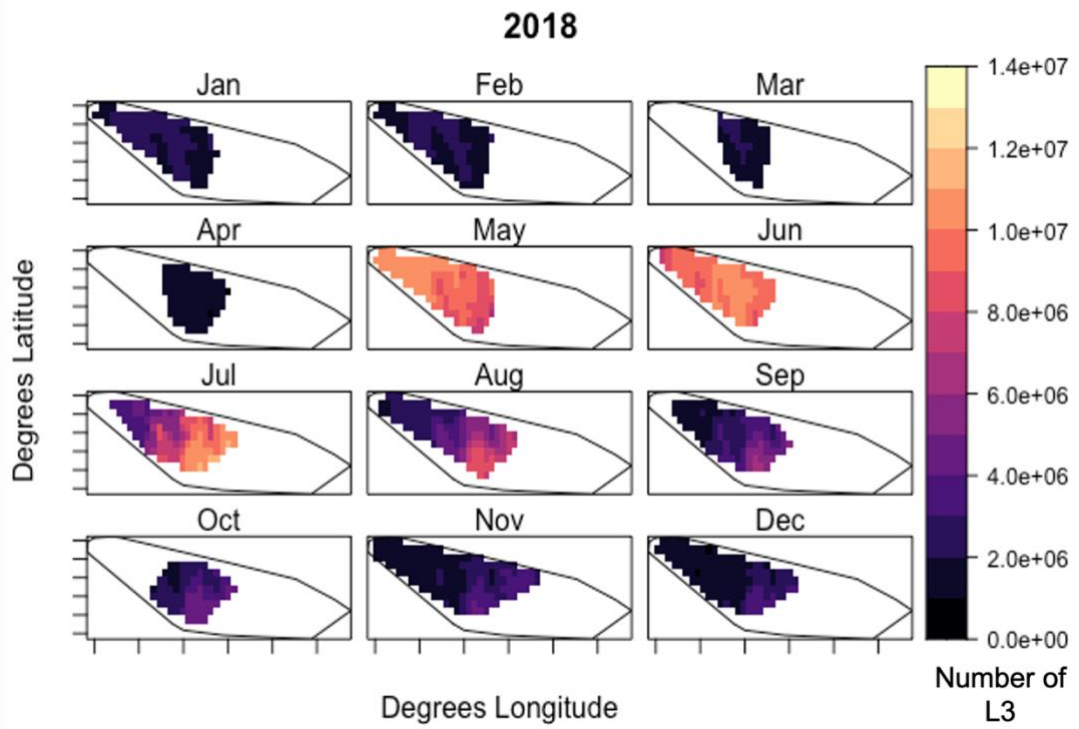 2018
Jan Feb Mar
Apr May Jun
Jul Aug Sep
Oct Nov Dec
Degrees Latitude
Degrees Longitude
1.4e+07
1.2e+07
1.0e+07
8.0e+06
6.0e+06
4.0e+06
2.0e+06
0.0e+00
Number of
L3